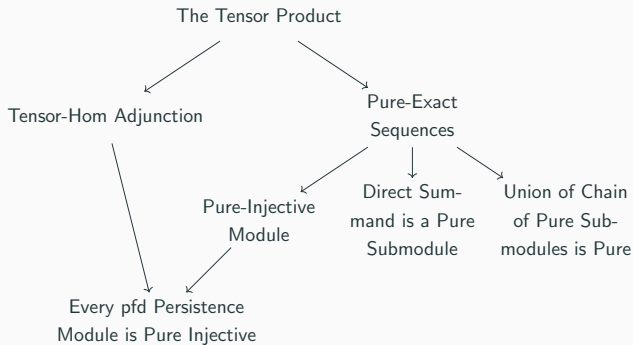 The Tensor Product
Tensor-Hom Adjunction
Pure-Exact
Sequences
Pure-Injective
Module
Direct Sum-
mand is a Pure
Submodule
Union of Chain
of Pure Sub-
modules is Pure
Every pfd Persistence
Module is Pure Injective